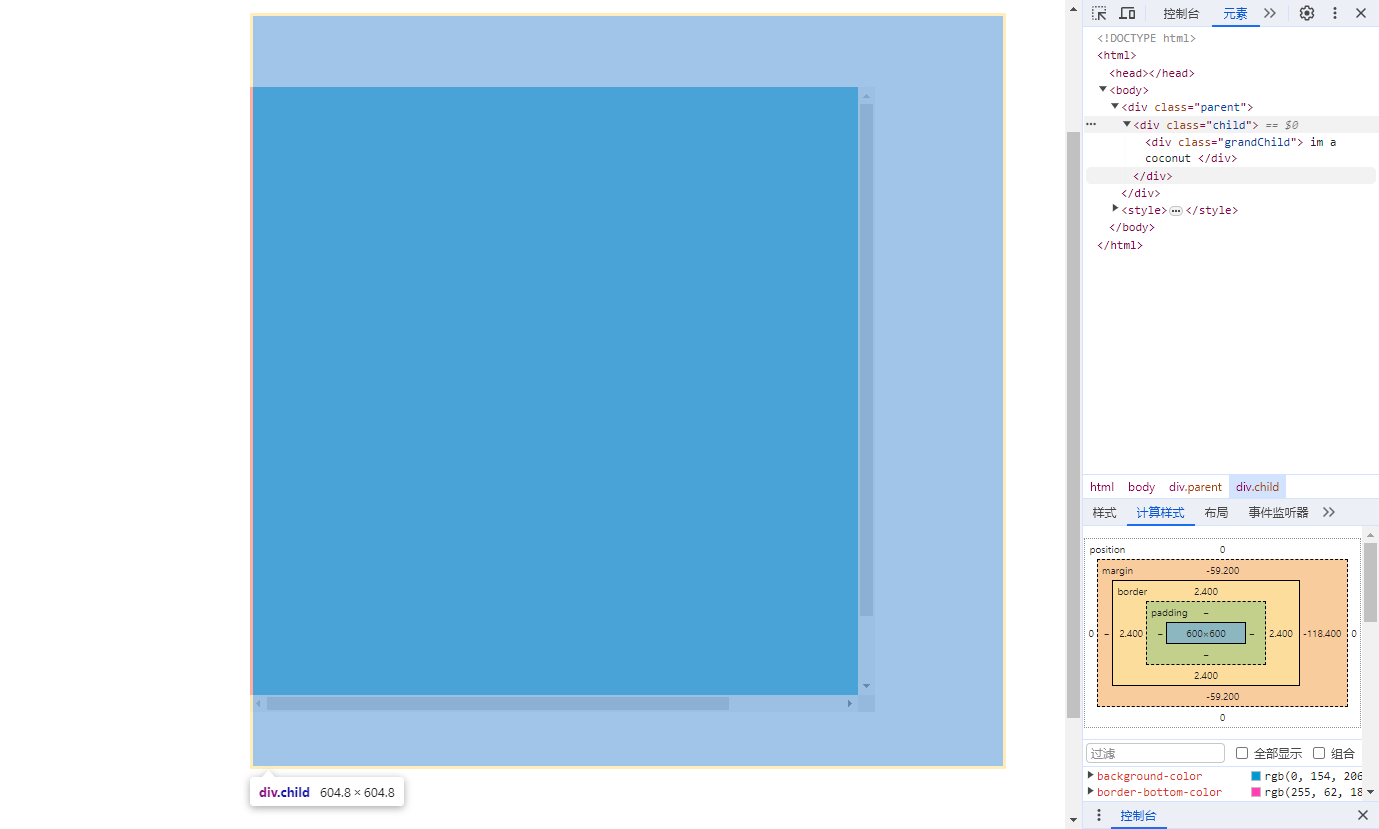 控制台 元素
<!DOCTYPE html>
<html>
<head></head>
<body>
<div class="parent">
<div class="child"> == $0
<div class="grandChild"> im a
coconut </div>
</div>
</div>
<style>…</style>
</body>
</html>
html body div.parent div.child
样式 计算样式 布局 事件监听器
position 0
margin -59.200
border 2.400
padding –
0 – 2.400 – 600×600 – 2.400 -118.400 0
–
2.400
-59.200
0
过滤 全部显示 组合
background-color rgb(0, 154, 206
border-bottom-color rgb(255, 62, 18
控制台
div.child 604.8 × 604.8